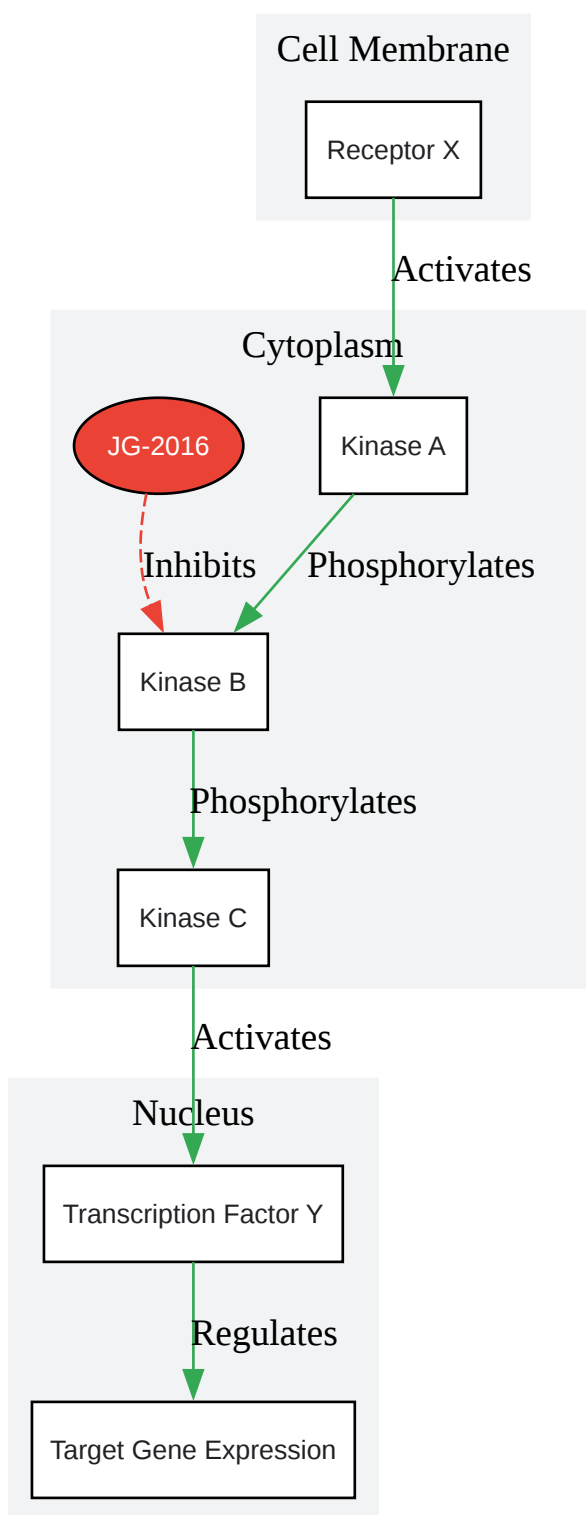 Cell Membrane
Receptor X
Activates
Cytoplasm
JG-2016
Kinase A
Inhibits
Phosphorylates
Kinase B
Phosphorylates
Kinase C
Activates
Nucleus
Transcription Factor Y
Regulates
Target Gene Expression